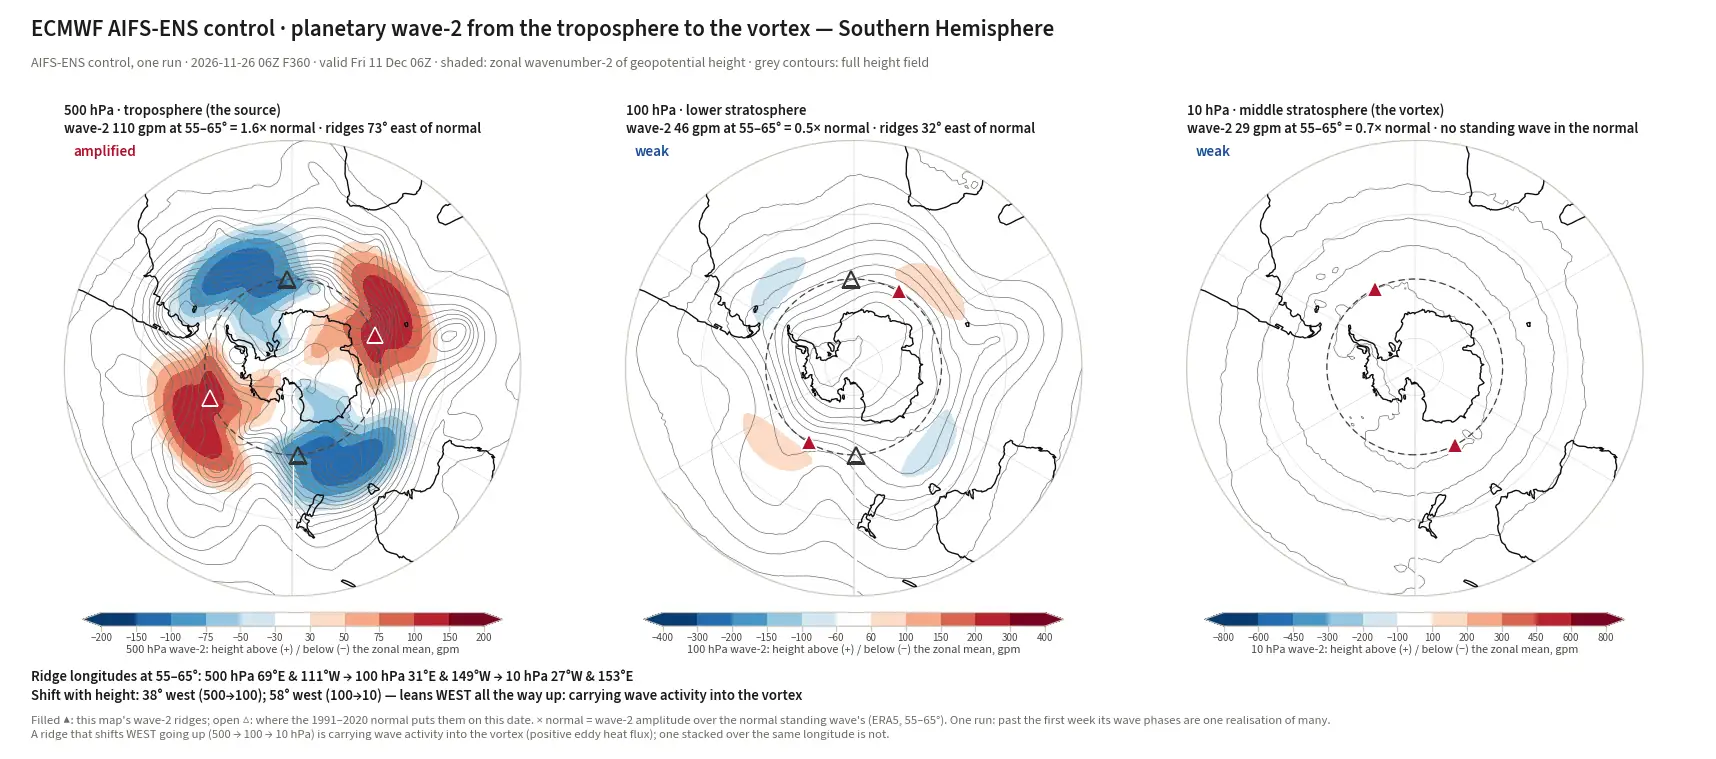 ECMWF AIFS-ENS control · planetary wave-2 from the troposphere to the vortex — Southern Hemisphere
AIFS-ENS control, one run · 2026-11-26 06Z F360 · valid Fri 11 Dec 06Z · shaded: zonal wavenumber-2 of geopotential height · grey contours: full height field
500 hPa · troposphere (the source)
wave-2 110 gpm at 55–65° = 1.6× normal · ridges 73° east of normal
amplified
100 hPa · lower stratosphere
wave-2 46 gpm at 55–65° = 0.5× normal · ridges 32° east of normal
weak
10 hPa · middle stratosphere (the vortex)
wave-2 29 gpm at 55–65° = 0.7× normal · no standing wave in the normal
weak
−200 −150 −100 −75 −50 −30 30 50 75 100 150 200
500 hPa wave-2: height above (+) / below (−) the zonal mean, gpm
−400 −300 −200 −150 −100 −60 60 100 150 200 300 400
100 hPa wave-2: height above (+) / below (−) the zonal mean, gpm
−800 −600 −450 −300 −200 −100 100 200 300 450 600 800
10 hPa wave-2: height above (+) / below (−) the zonal mean, gpm
Ridge longitudes at 55–65°: 500 hPa 69°E & 111°W → 100 hPa 31°E & 149°W → 10 hPa 27°W & 153°E
Shift with height: 38° west (500→100); 58° west (100→10) — leans WEST all the way up: carrying wave activity into the vortex
Filled ▲: this map's wave-2 ridges; open △: where the 1991–2020 normal puts them on this date. × normal = wave-2 amplitude over the normal standing wave's (ERA5, 55–65°). One run: past the first week its wave phases are one realisation of many.
A ridge that shifts WEST going up (500 → 100 → 10 hPa) is carrying wave activity into the vortex (positive eddy heat flux); one stacked over the same longitude is not.